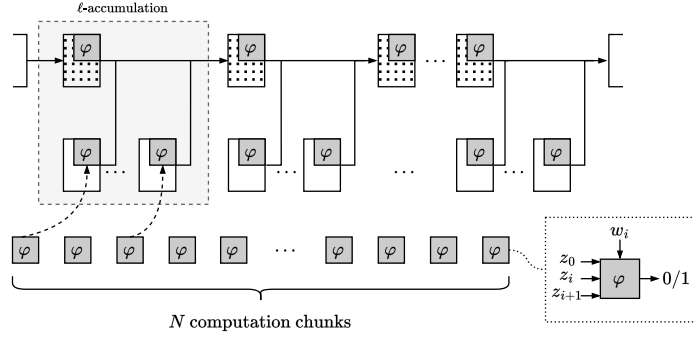 ℓ-accumulation
φ φ φ ··· φ
φ ··· φ φ ··· φ ··· φ ··· φ
φ φ φ φ φ ··· φ φ φ φ
w_i
z_0
z_i φ 0/1
z_{i+1}
N computation chunks